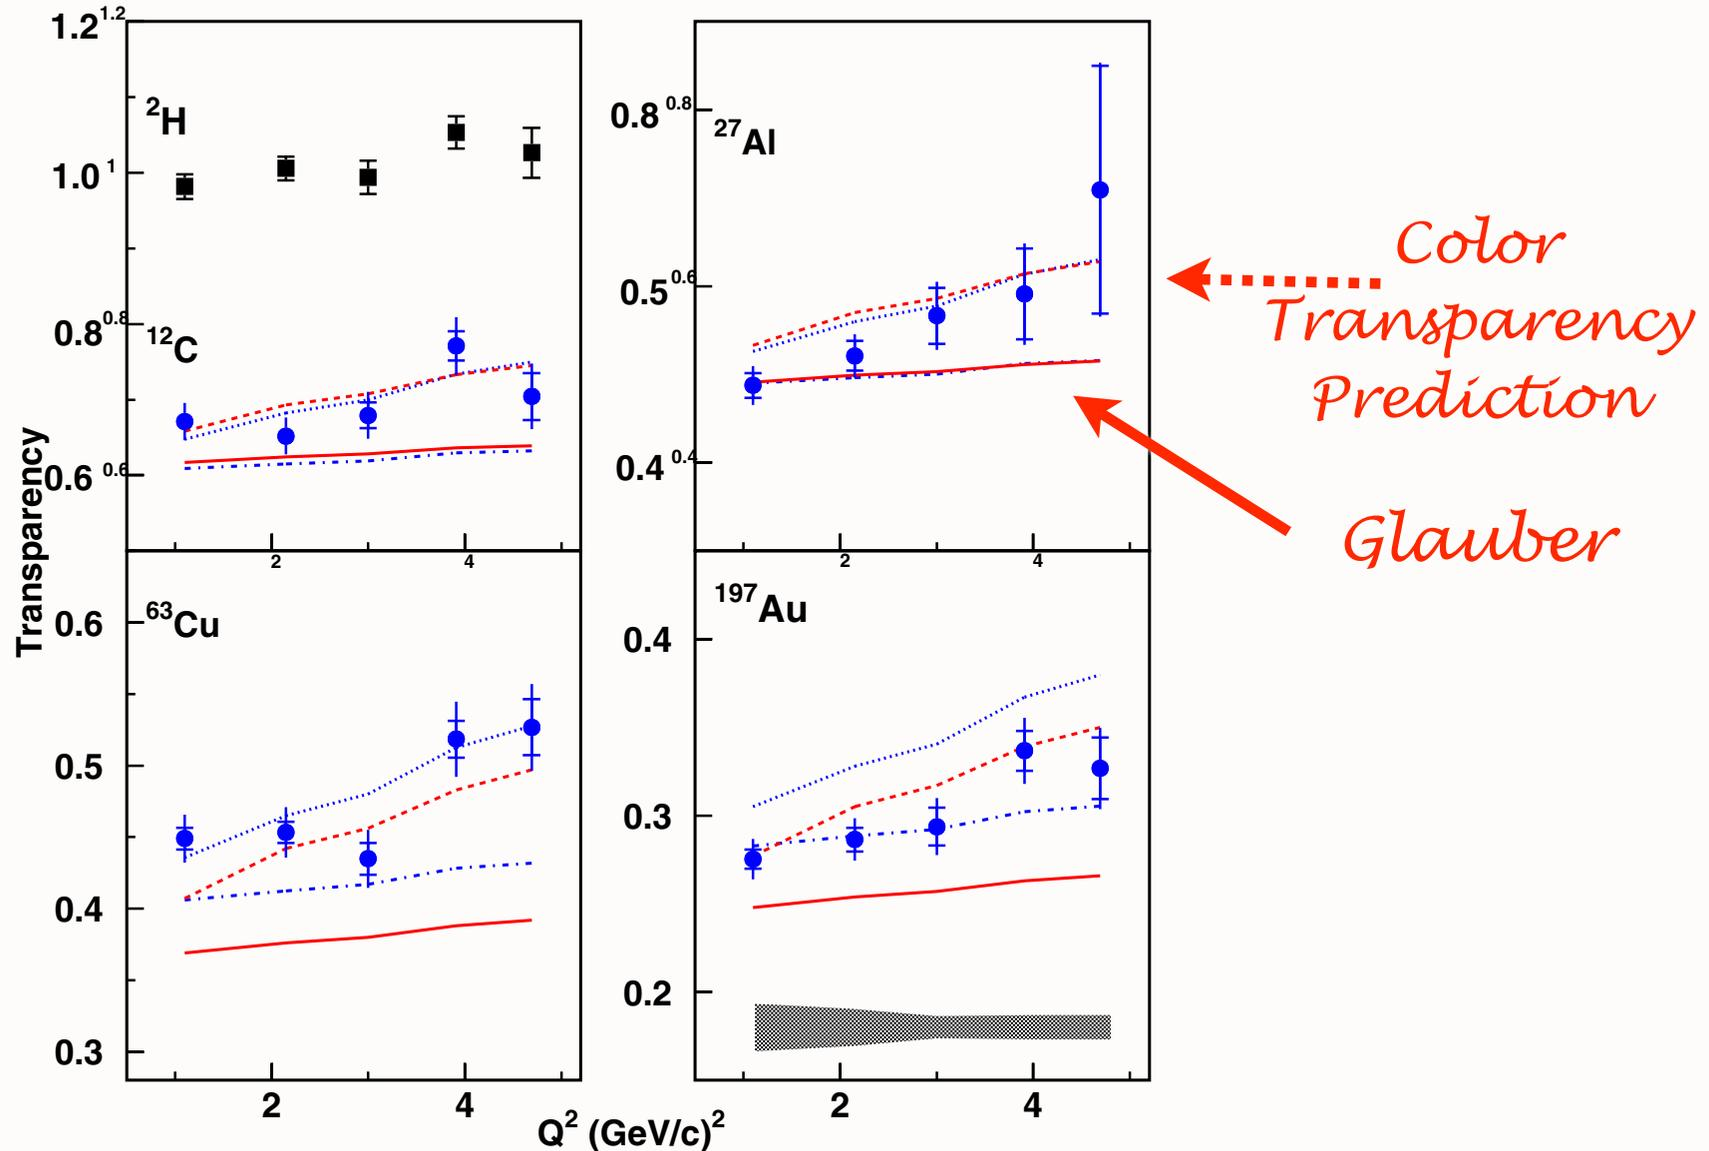 1.2 1.2
²H
1.0 1
0.8 0.8
¹²C
0.6 0.6
2 4
0.8 0.8
²⁷Al
0.5 0.6
0.4 0.4
2 4
Color
Transparency
Prediction
Glauber
Transparency
0.6
⁶³Cu
0.5
0.4
0.3
2 4
¹⁹⁷Au
0.4
0.3
0.2
2 4
Q² (GeV/c)²